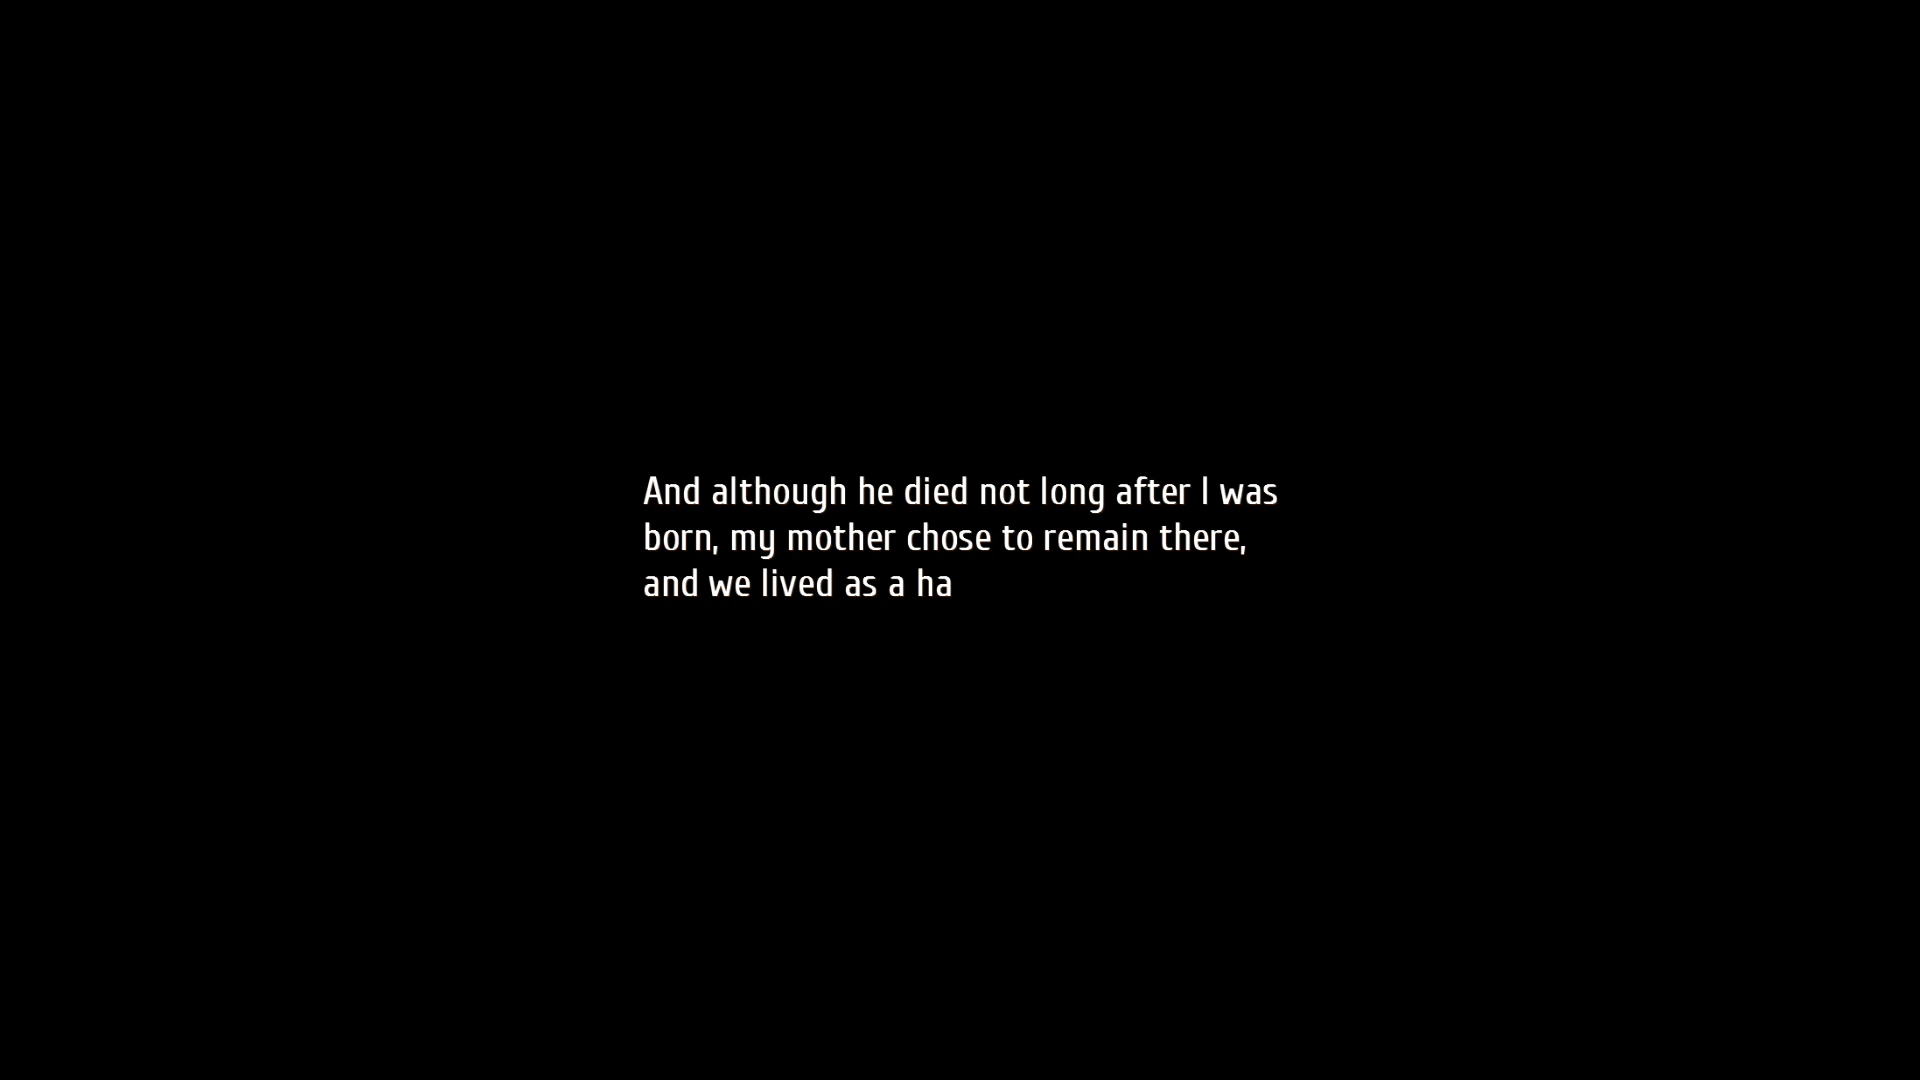 And although he died not long after I was
born, my mother chose to remain there,
and we lived as a ha